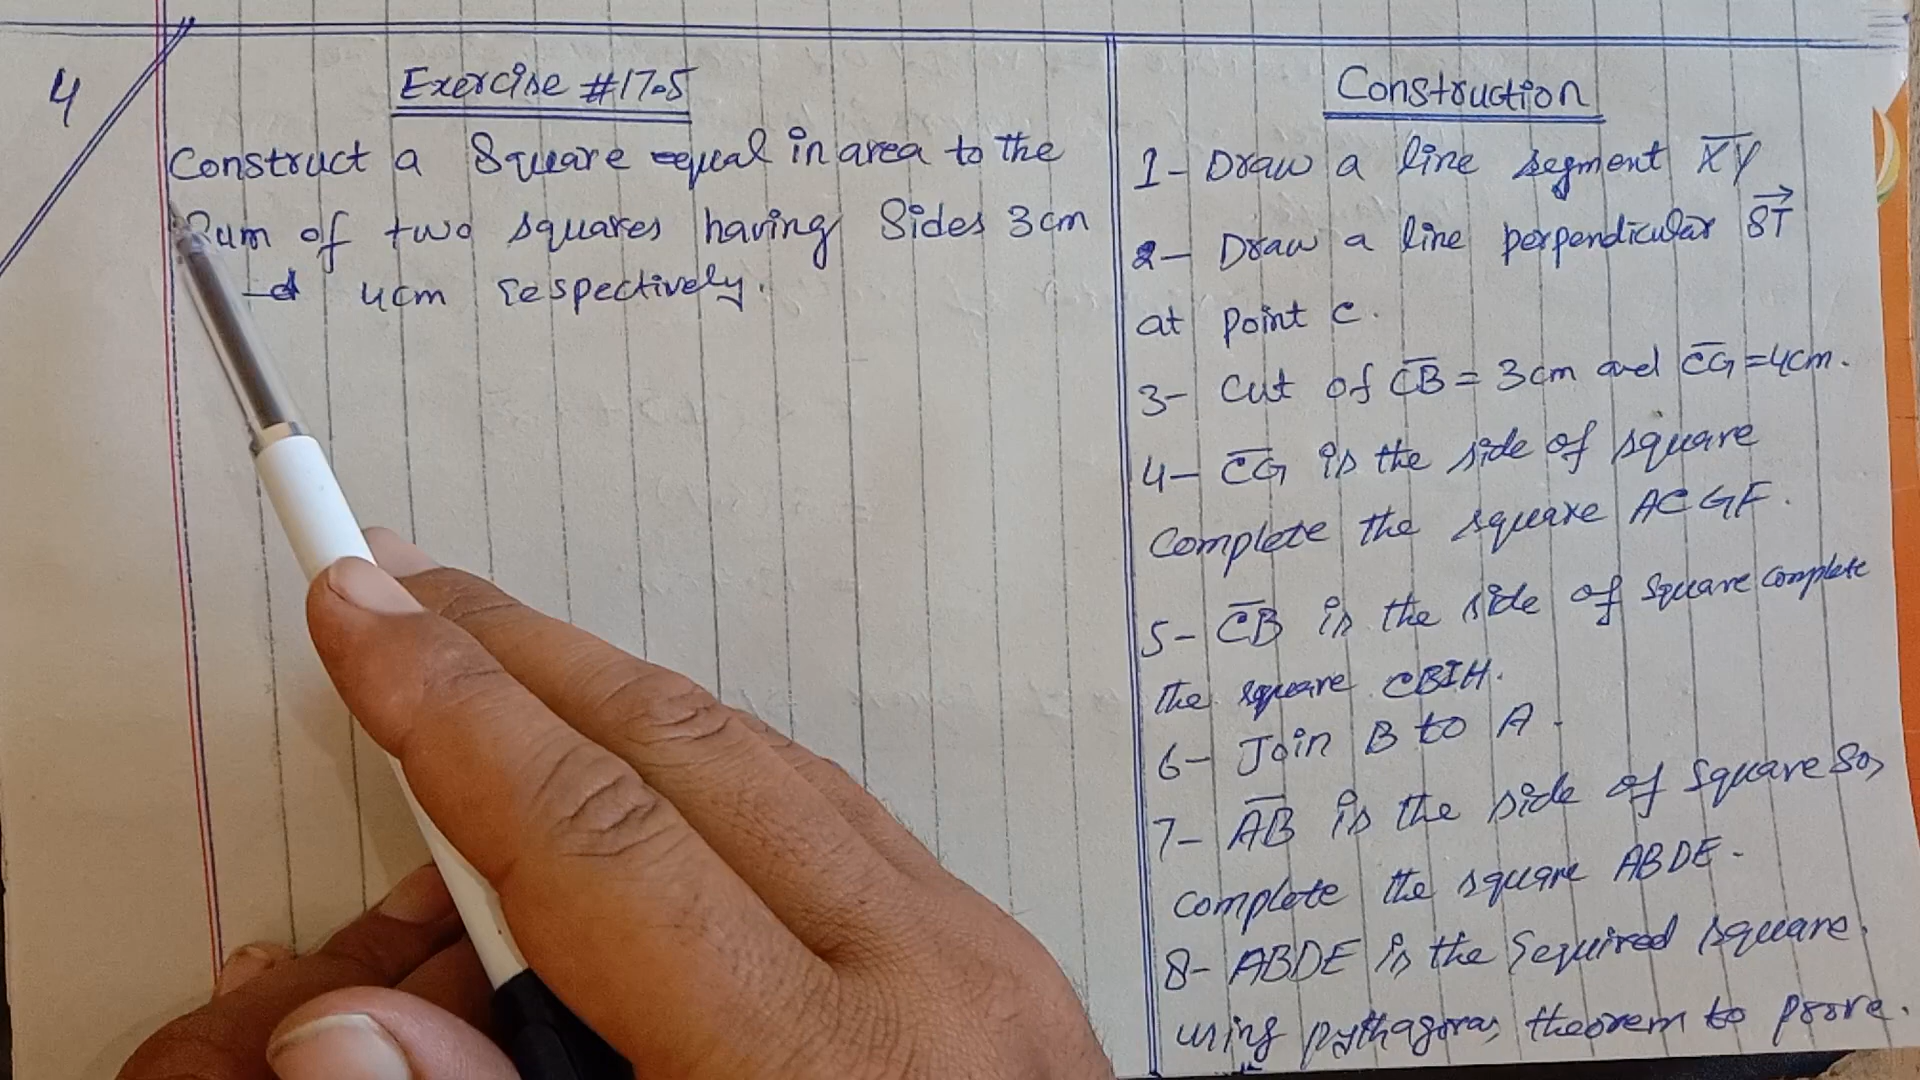 4
Exercise #17.5
Construct a Square equal in area to the
Sum of two squares having Sides 3cm
4cm respectively.
Construction
1- Draw a line segment XY
2- Draw a line perpendicular ST
at point C.
3- Cut of CB = 3cm and CG = 4cm.
4- CG is the side of square
Complete the square ACGF.
5- CB is the side of square complete
the square CBIH.
6- Join B to A.
7- AB is the side of square So,
complete the square ABDE.
8- ABDE is the required square.
using pythagoras theorem to prove.